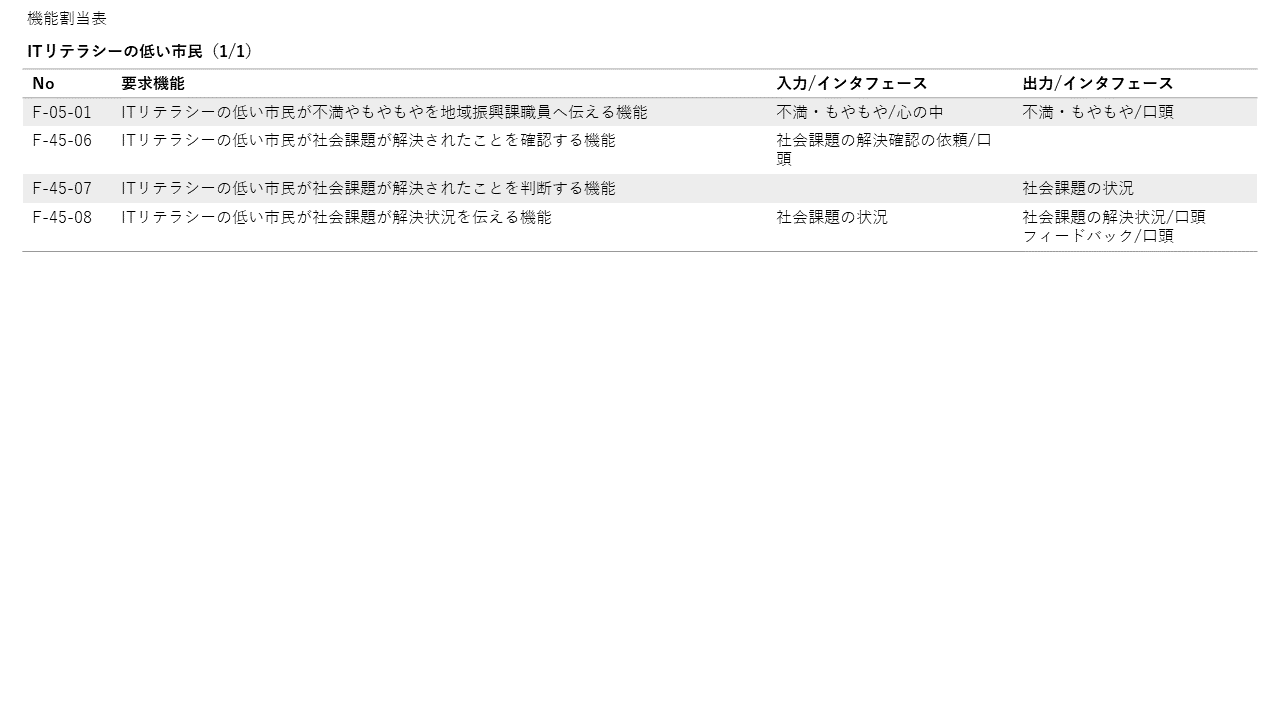 機能割当表
ITリテラシーの低い市民（1/1）
No 要求機能 入力/インタフェース 出力/インタフェース
F-05-01 ITリテラシーの低い市民が不満やもやもやを地域振興課職員へ伝える機能 不満・もやもや/心の中 不満・もやもや/口頭
F-45-06 ITリテラシーの低い市民が社会課題が解決されたことを確認する機能 社会課題の解決確認の依頼/口
頭
F-45-07 ITリテラシーの低い市民が社会課題が解決されたことを判断する機能 社会課題の状況
F-45-08 ITリテラシーの低い市民が社会課題が解決状況を伝える機能 社会課題の状況 社会課題の解決状況/口頭
フィードバック/口頭